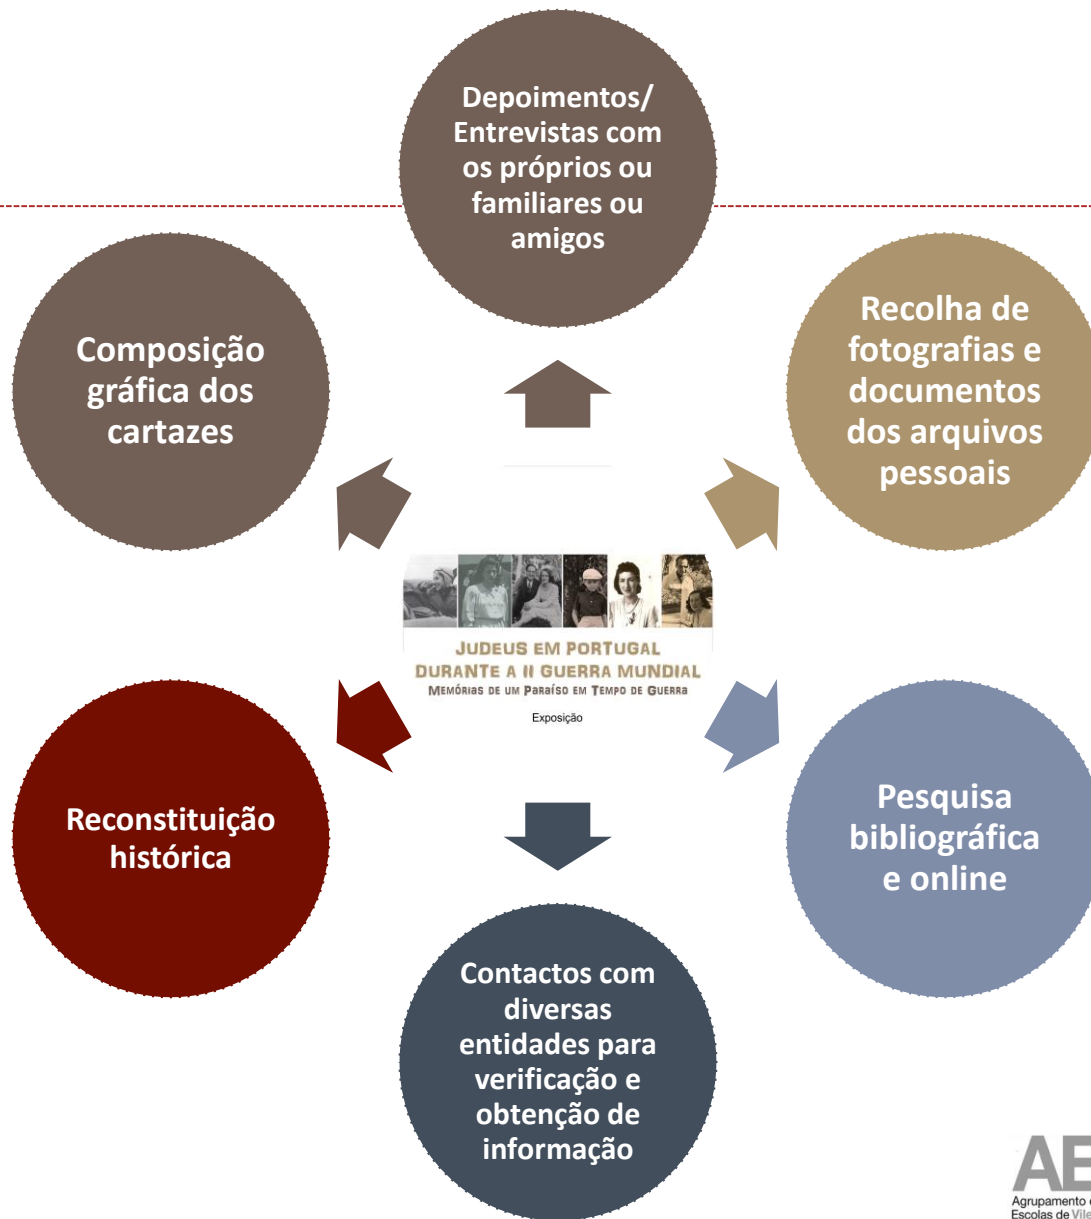 Depoimentos/
Entrevistas com
os próprios ou
familiares ou
amigos
Recolha de
fotografias e
documentos
dos arquivos
pessoais
Composição
gráfica dos
cartazes
JUDEUS EM PORTUGAL
DURANTE A II GUERRA MUNDIAL
MEMÓRIAS DE UM PARAÍSO EM TEMPO DE GUERRA
Exposição
Pesquisa
bibliográfica
e online
Reconstituição
histórica
Contactos com
diversas
entidades para
verificação e
obtenção de
informação
Agrupamento
Escolas de